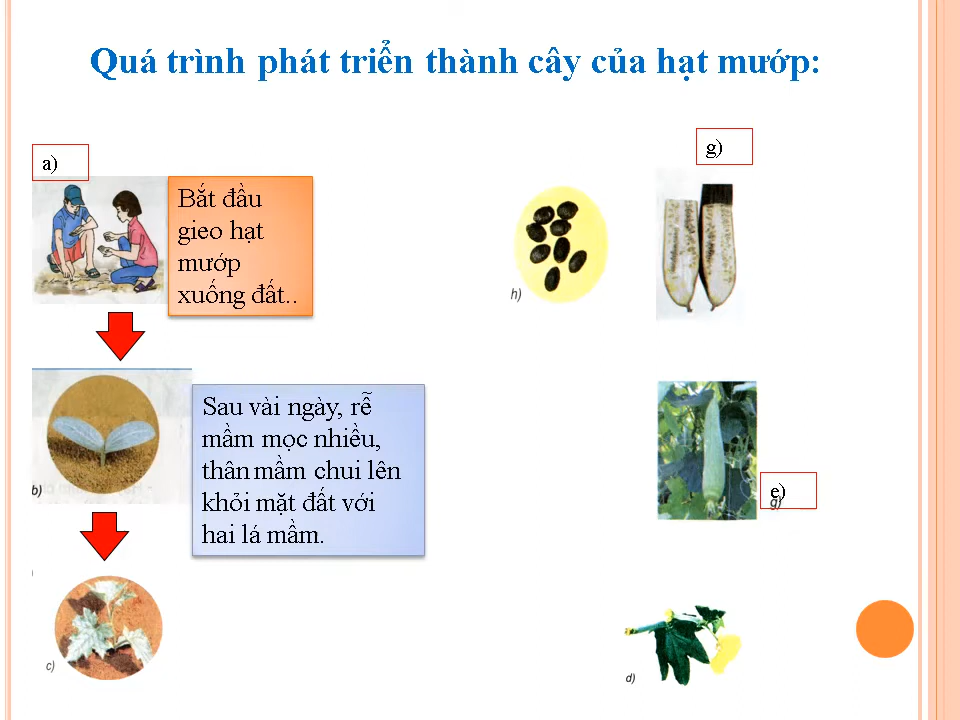 Quá trình phát triển thành cây của hạt mướp:
a)
Bắt đầu
gieo hạt
mướp
xuống đất..
h)
g)
b)
Sau vài ngày, rễ
mầm mọc nhiều,
thân mầm chui lên
khỏi mặt đất với
hai lá mầm.
e)
g)
c)
d)